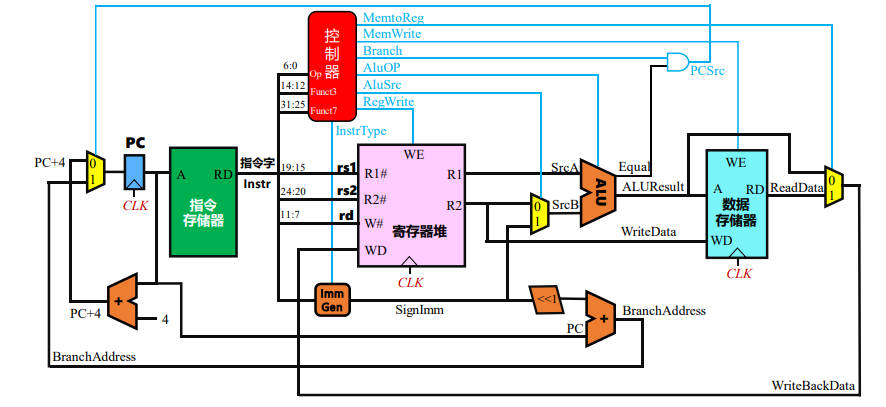 MemtoReg
MemWrite
Branch
AluOP
AluSrc
RegWrite
控制器
Op
Funct3
Funct7
6:0
14:12
31:25
InstrType
PCSrc
PC+4
0
1
PC
CLK
A
RD
指令
存储器
指令字
Instr
19:15
rs1
24:20
rs2
11:7
rd
WE
R1#
R2#
W#
WD
R1
R2
寄存器堆
CLK
SrcA
0
1
SrcB
ALU
Equal
ALUResult
WriteData
WE
A
RD
数据
存储器
WD
CLK
ReadData
0
1
Imm
Gen
SignImm
<<1
+
PC
BranchAddress
+
PC+4
4
BranchAddress
WriteBackData